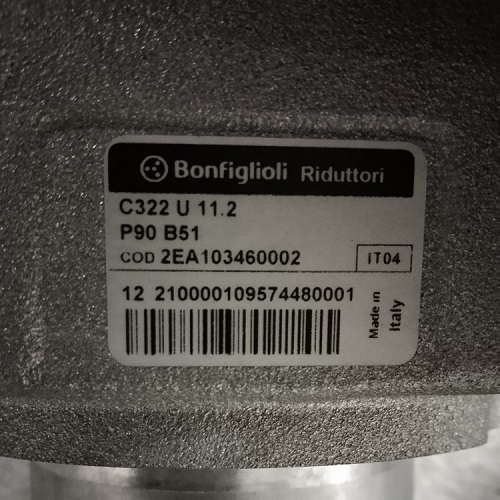 Bonfiglioli Riduttori
C322 U 11.2
P90 B51
COD 2EA103460002
IT04
12 210000109574480001
Made in
Italy